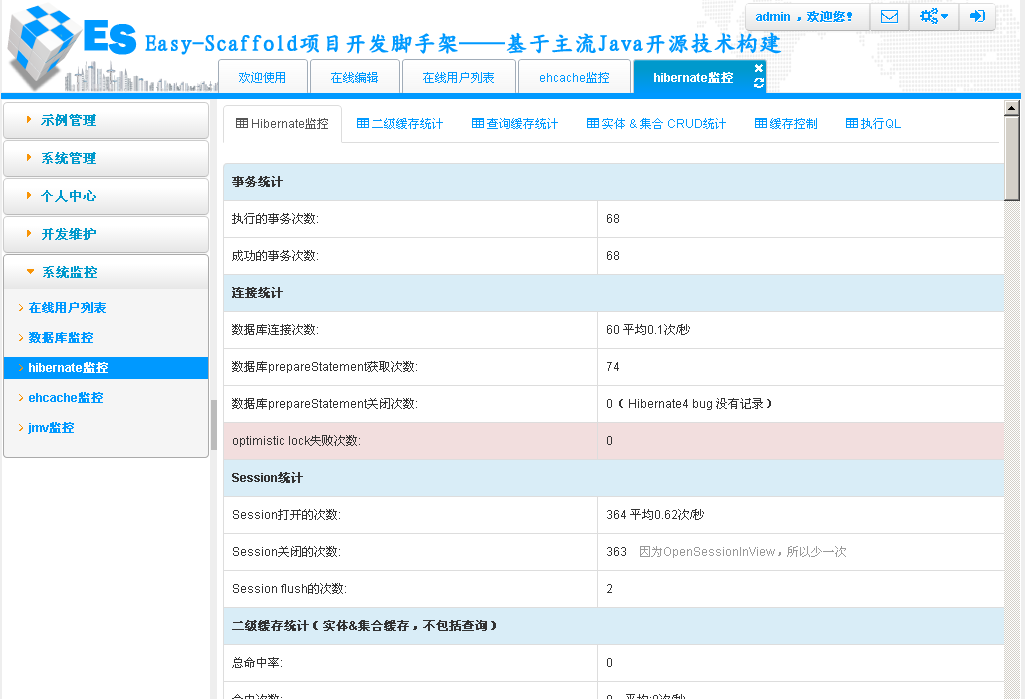 admin，欢迎您！
ES Easy-Scaffold项目开发脚手架——基于主流Java开源技术构建
欢迎使用
在线编辑
在线用户列表
ehcache监控
hibernate监控
示例管理
系统管理
个人中心
开发维护
系统监控
在线用户列表
数据库监控
hibernate监控
ehcache监控
jmv监控
Hibernate监控
二级缓存统计
查询缓存统计
实体 & 集合 CRUD统计
缓存控制
执行QL
事务统计
执行的事务次数: 68
成功的事务次数: 68
连接统计
数据库连接次数: 60 平均0.1次/秒
数据库prepareStatement获取次数: 74
数据库prepareStatement关闭次数: 0（ Hibernate4 bug 没有记录 ）
optimistic lock失败次数: 0
Session统计
Session打开的次数: 364 平均0.62次/秒
Session关闭的次数: 363 因为OpenSessionInView，所以少一次
Session flush的次数: 2
二级缓存统计（ 实体&集合缓存，不包括查询 ）
总命中率: 0
命中次数: 0 平均:0次/秒